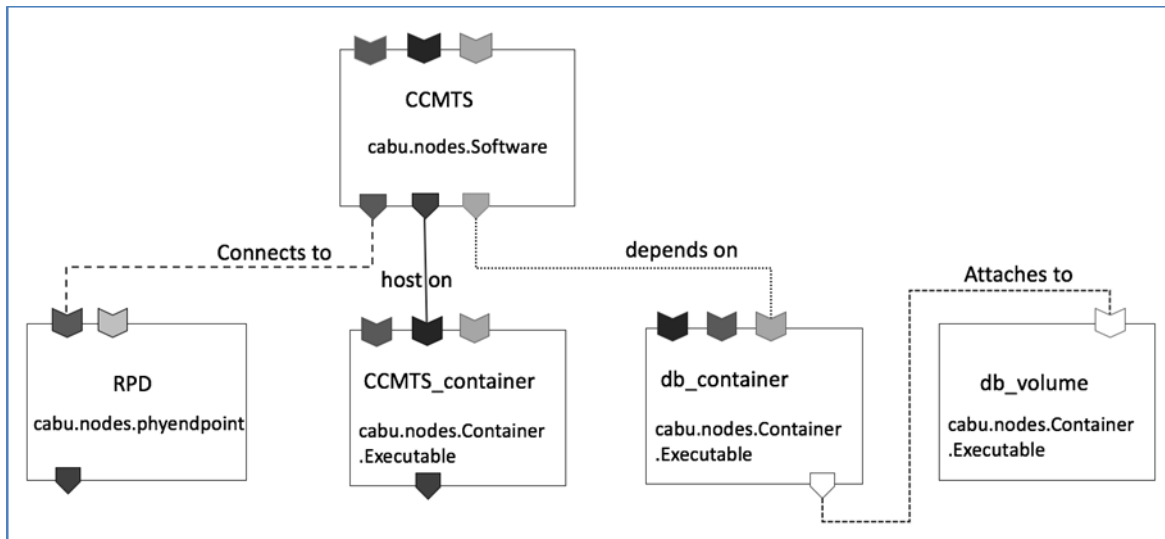 CCMTS
cabu.nodes.Software
Connects to
host on
depends on
Attaches to
RPD
cabu.nodes.phyendpoint
CCMTS_container
cabu.nodes.Container
.Executable
db_container
cabu.nodes.Container
.Executable
db_volume
cabu.nodes.Container
.Executable